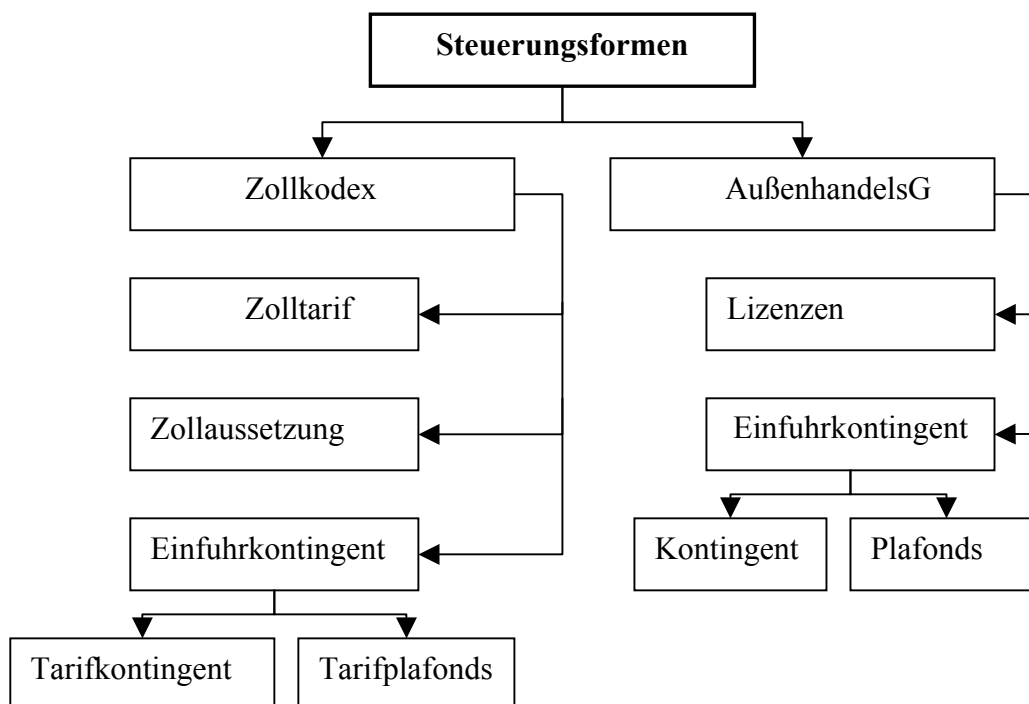 Steuerungsformen
Zollkodex
AußenhandelsG
Zolltarif
Lizenzen
Zollaussetzung
Einfuhrkontingent
Einfuhrkontingent
Kontingent
Plafonds
Tarifkontingent
Tarifplafonds